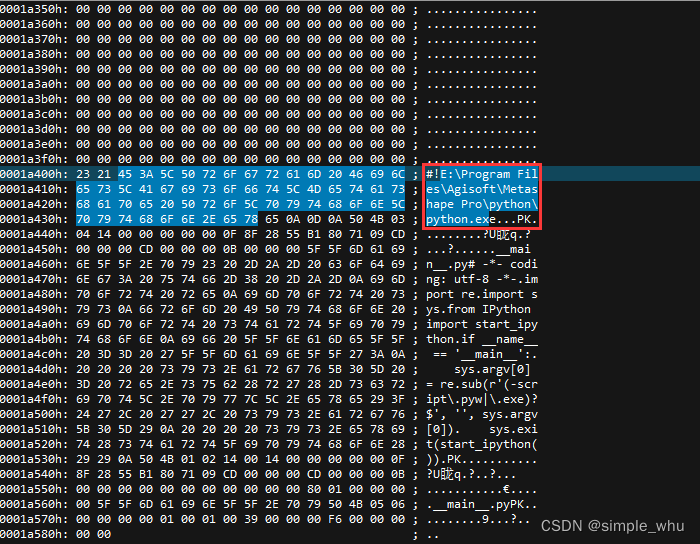 0001a350h: 00 00 00 00 00 00 00 00 00 00 00 00 00 00 00 00 ; ................
0001a360h: 00 00 00 00 00 00 00 00 00 00 00 00 00 00 00 00 ; ................
0001a370h: 00 00 00 00 00 00 00 00 00 00 00 00 00 00 00 00 ; ................
0001a380h: 00 00 00 00 00 00 00 00 00 00 00 00 00 00 00 00 ; ................
0001a390h: 00 00 00 00 00 00 00 00 00 00 00 00 00 00 00 00 ; ................
0001a3a0h: 00 00 00 00 00 00 00 00 00 00 00 00 00 00 00 00 ; ................
0001a3b0h: 00 00 00 00 00 00 00 00 00 00 00 00 00 00 00 00 ; ................
0001a3c0h: 00 00 00 00 00 00 00 00 00 00 00 00 00 00 00 00 ; ................
0001a3d0h: 00 00 00 00 00 00 00 00 00 00 00 00 00 00 00 00 ; ................
0001a3e0h: 00 00 00 00 00 00 00 00 00 00 00 00 00 00 00 00 ; ................
0001a3f0h: 00 00 00 00 00 00 00 00 00 00 00 00 00 00 00 00 ; ................
0001a400h: 23 21 45 3A 5C 50 72 6F 67 72 61 6D 20 46 69 6C ; #!E:\Program Fil
0001a410h: 65 73 5C 41 67 69 73 6F 66 74 5C 4D 65 74 61 73 ; es\Agisoft\Metas
0001a420h: 68 61 70 65 20 50 72 6F 5C 70 79 74 68 6F 6E 5C ; hape Pro\python\
0001a430h: 70 79 74 68 6F 6E 2E 65 78 65 0A 0D 0A 50 4B 03 ; python.exe...PK.
0001a440h: 04 14 00 00 00 00 00 0F 8F 28 55 B1 80 71 09 CD ; ........?U眬q.?
0001a450h: 00 00 00 CD 00 00 00 0B 00 00 00 5F 5F 6D 61 69 ; ...?......__mai
0001a460h: 6E 5F 5F 2E 70 79 23 20 2D 2A 2D 20 63 6F 64 69 ; n__.py# -*- codi
0001a470h: 6E 67 3A 20 75 74 66 2D 38 20 2D 2A 2D 0A 69 6D ; ng: utf-8 -*-.im
0001a480h: 70 6F 72 74 20 72 65 0A 69 6D 70 6F 72 74 20 73 ; port re.import s
0001a490h: 79 73 0A 66 72 6F 6D 20 49 50 79 74 68 6F 6E 20 ; ys.from IPython
0001a4a0h: 69 6D 70 6F 72 74 20 73 74 61 72 74 5F 69 70 79 ; import start_ipy
0001a4b0h: 74 68 6F 6E 0A 69 66 20 5F 5F 6E 61 6D 65 5F 5F ; thon.if __name__
0001a4c0h: 20 3D 3D 20 27 5F 5F 6D 61 69 6E 5F 5F 27 3A 0A ; == '__main__':.
0001a4d0h: 20 20 20 20 73 79 73 2E 61 72 67 76 5B 30 5D 20 ; sys.argv[0]
0001a4e0h: 3D 20 72 65 2E 73 75 62 28 72 27 28 2D 73 63 72 ; = re.sub(r'(-scr
0001a4f0h: 69 70 74 5C 2E 70 79 77 7C 5C 2E 65 78 65 29 3F ; ipt\.pyw|\.exe)?
0001a500h: 24 27 2C 20 27 27 2C 20 73 79 73 2E 61 72 67 76 ; $', '', sys.argv
0001a510h: 5B 30 5D 29 0A 20 20 20 20 73 79 73 2E 65 78 69 ; [0]). sys.exi
0001a520h: 74 28 73 74 61 72 74 5F 69 70 79 74 68 6F 6E 28 ; t(start_ipython(
0001a530h: 29 29 0A 50 4B 01 02 14 00 14 00 00 00 00 00 0F ; )).PK...........
0001a540h: 8F 28 55 B1 80 71 09 CD 00 00 00 CD 00 00 00 0B ; ?U眬q.?..?...
0001a550h: 00 00 00 00 00 00 00 00 00 00 00 80 01 00 00 00 ; ...........€....
0001a560h: 00 5F 5F 6D 61 69 6E 5F 5F 2E 70 79 50 4B 05 06 ; .__main__.pyPK..
0001a570h: 00 00 00 00 01 00 01 00 39 00 00 00 F6 00 00 00 ; ........9...?..
0001a580h: 00 00 ; ..
CSDN @simple_whu